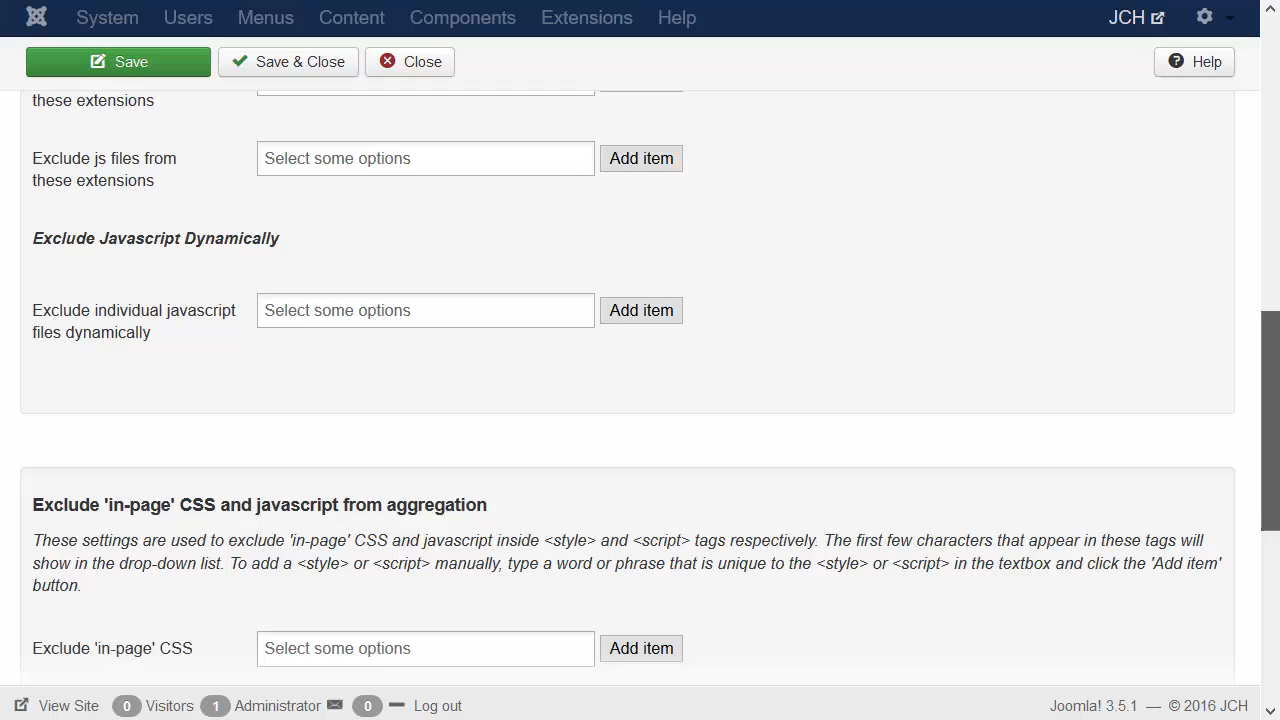 System Users Menus Content Components Extensions Help JCH
Save Save & Close Close Help
these extensions
Exclude js files from
these extensions
Select some options Add item
Exclude Javascript Dynamically
Exclude individual javascript
files dynamically
Select some options Add item
Exclude 'in-page' CSS and javascript from aggregation
These settings are used to exclude 'in-page' CSS and javascript inside <style> and <script> tags respectively. The first few characters that appear in these tags will
show in the drop-down list. To add a <style> or <script> manually, type a word or phrase that is unique to the <style> or <script> in the textbox and click the 'Add item'
button.
Exclude 'in-page' CSS Select some options Add item
View Site 0 Visitors 1 Administrator 0 Log out Joomla! 3.5.1 — © 2016 JCH